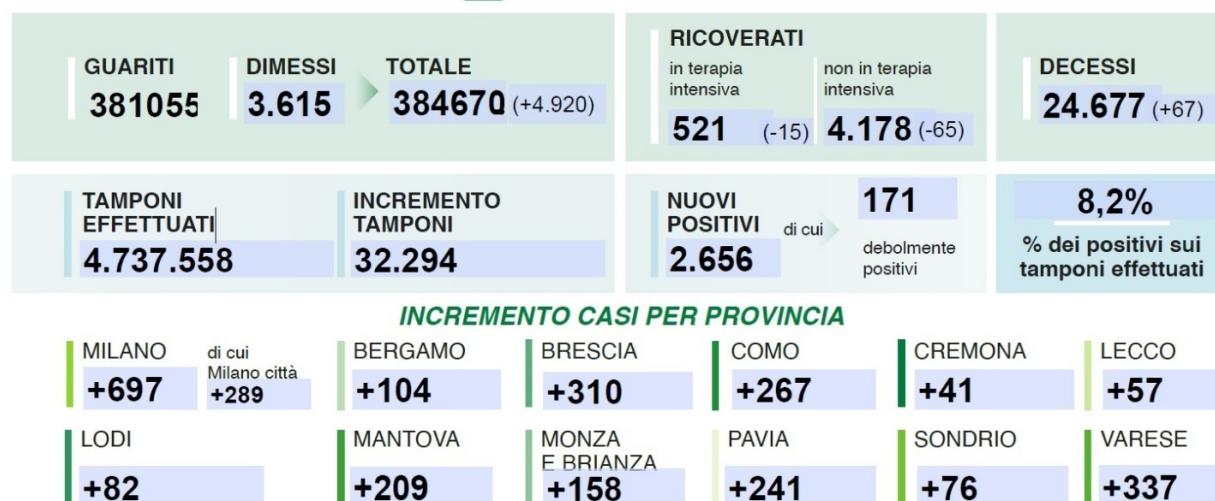 GUARITI
381055
DIMESSI
3.615
TOTALE
384670 (+4.920)
RICOVERATI
in terapia
intensiva
521 (-15)
non in terapia
intensiva
4.178 (-65)
DECESSI
24.677 (+67)
TAMPONI
EFFETTUATI
4.737.558
INCREMENTO
TAMPONI
32.294
NUOVI
POSITIVI
2.656
di cui
171
debolmente
positivi
8,2%
% dei positivi sui
tamponi effettuati
INCREMENTO CASI PER PROVINCIA
MILANO
+697
di cui
Milano città
+289
BERGAMO
+104
BRESCIA
+310
COMO
+267
CREMONA
+41
LECCO
+57
LODI
+82
MANTOVA
+209
MONZA
E BRIANZA
+158
PAVIA
+241
SONDRIO
+76
VARESE
+337